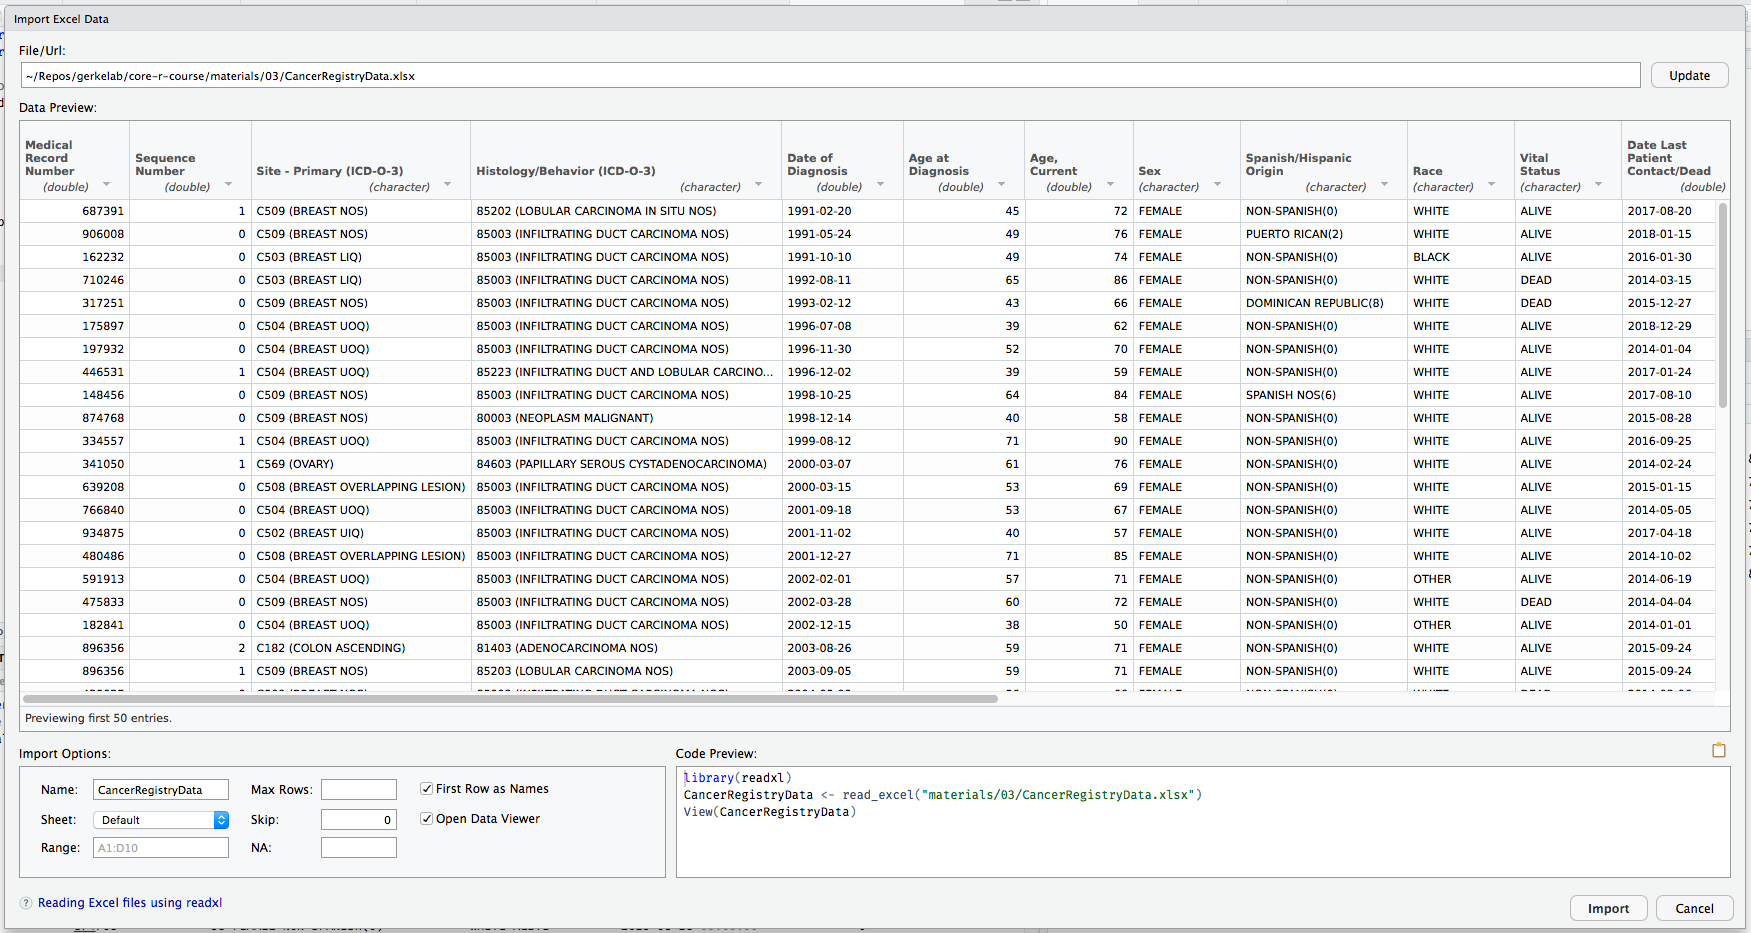 Import Excel Data
File/Url:
~/Repos/gerkelab/core-r-course/materials/03/CancerRegistryData.xlsx
Update
Data Preview:
Medical Record Number (double) Sequence Number (double) Site - Primary (ICD-O-3) (character) Histology/Behavior (ICD-O-3) (character) Date of Diagnosis (double) Age at Diagnosis (double) Age, Current (double) Sex (character) Spanish/Hispanic Origin (character) Race (character) Vital Status (character) Date Last Patient Contact/Dead (double)
687391 1 C509 (BREAST NOS) 85202 (LOBULAR CARCINOMA IN SITU NOS) 1991-02-20 45 72 FEMALE NON-SPANISH(0) WHITE ALIVE 2017-08-20
906008 0 C509 (BREAST NOS) 85003 (INFILTRATING DUCT CARCINOMA NOS) 1991-05-24 49 76 FEMALE PUERTO RICAN(2) WHITE ALIVE 2018-01-15
162232 0 C503 (BREAST LIQ) 85003 (INFILTRATING DUCT CARCINOMA NOS) 1991-10-10 49 74 FEMALE NON-SPANISH(0) BLACK ALIVE 2016-01-30
710246 0 C503 (BREAST LIQ) 85003 (INFILTRATING DUCT CARCINOMA NOS) 1992-08-11 65 86 FEMALE NON-SPANISH(0) WHITE DEAD 2014-03-15
317251 0 C509 (BREAST NOS) 85003 (INFILTRATING DUCT CARCINOMA NOS) 1993-02-12 43 66 FEMALE DOMINICAN REPUBLIC(8) WHITE DEAD 2015-12-27
175897 0 C504 (BREAST UOQ) 85003 (INFILTRATING DUCT CARCINOMA NOS) 1996-07-08 39 62 FEMALE NON-SPANISH(0) WHITE ALIVE 2018-12-29
197932 0 C504 (BREAST UOQ) 85003 (INFILTRATING DUCT CARCINOMA NOS) 1996-11-30 52 70 FEMALE NON-SPANISH(0) WHITE ALIVE 2014-01-04
446531 1 C504 (BREAST UOQ) 85223 (INFILTRATING DUCT AND LOBULAR CARCINO... 1996-12-02 39 59 FEMALE NON-SPANISH(0) WHITE ALIVE 2017-01-24
148456 0 C509 (BREAST NOS) 85003 (INFILTRATING DUCT CARCINOMA NOS) 1998-10-25 64 84 FEMALE SPANISH NOS(6) WHITE ALIVE 2017-08-10
874768 0 C509 (BREAST NOS) 80003 (NEOPLASM MALIGNANT) 1998-12-14 40 58 FEMALE NON-SPANISH(0) WHITE ALIVE 2015-08-28
334557 1 C504 (BREAST UOQ) 85003 (INFILTRATING DUCT CARCINOMA NOS) 1999-08-12 71 90 FEMALE NON-SPANISH(0) WHITE ALIVE 2016-09-25
341050 1 C569 (OVARY) 84603 (PAPILLARY SEROUS CYSTADENOCARCINOMA) 2000-03-07 61 76 FEMALE NON-SPANISH(0) WHITE ALIVE 2014-02-24
639208 0 C508 (BREAST OVERLAPPING LESION) 85003 (INFILTRATING DUCT CARCINOMA NOS) 2000-03-15 53 69 FEMALE NON-SPANISH(0) WHITE ALIVE 2015-01-15
766840 0 C504 (BREAST UOQ) 85003 (INFILTRATING DUCT CARCINOMA NOS) 2001-09-18 53 67 FEMALE NON-SPANISH(0) WHITE ALIVE 2014-05-05
934875 0 C502 (BREAST UIQ) 85003 (INFILTRATING DUCT CARCINOMA NOS) 2001-11-02 40 57 FEMALE NON-SPANISH(0) WHITE ALIVE 2017-04-18
480486 0 C508 (BREAST OVERLAPPING LESION) 85003 (INFILTRATING DUCT CARCINOMA NOS) 2001-12-27 71 85 FEMALE NON-SPANISH(0) WHITE ALIVE 2014-10-02
591913 0 C504 (BREAST UOQ) 85003 (INFILTRATING DUCT CARCINOMA NOS) 2002-02-01 57 71 FEMALE NON-SPANISH(0) OTHER ALIVE 2014-06-19
475833 0 C509 (BREAST NOS) 85003 (INFILTRATING DUCT CARCINOMA NOS) 2002-03-28 60 72 FEMALE NON-SPANISH(0) WHITE DEAD 2014-04-04
182841 0 C504 (BREAST UOQ) 85003 (INFILTRATING DUCT CARCINOMA NOS) 2002-12-15 38 50 FEMALE NON-SPANISH(0) OTHER ALIVE 2014-01-01
896356 2 C182 (COLON ASCENDING) 81403 (ADENOCARCINOMA NOS) 2003-08-26 59 71 FEMALE NON-SPANISH(0) WHITE ALIVE 2015-09-24
896356 1 C509 (BREAST NOS) 85203 (LOBULAR CARCINOMA NOS) 2003-09-05 59 71 FEMALE NON-SPANISH(0) WHITE ALIVE 2015-09-24
Previewing first 50 entries.
Import Options:
Name: CancerRegistryData Max Rows: First Row as Names
Sheet: Default Skip: 0 Open Data Viewer
Range: A1:D10 NA:
Code Preview:
library(readxl)
CancerRegistryData <- read_excel("materials/03/CancerRegistryData.xlsx")
View(CancerRegistryData)
? Reading Excel files using readxl
Import Cancel